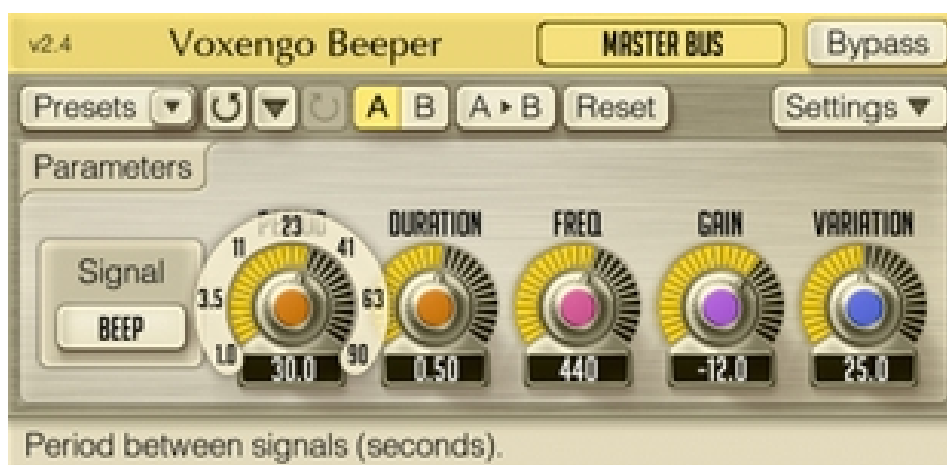 v2.4 Voxengo Beeper MASTER BUS Bypass
Presets A B A ▸ B Reset Settings
Parameters
PERIOD DURATION FREQ GAIN VARIATION
Signal
BEEP
1.0 3.5 11 23 41 63 90
30.0 0.50 440 -12.0 25.0
Period between signals (seconds).